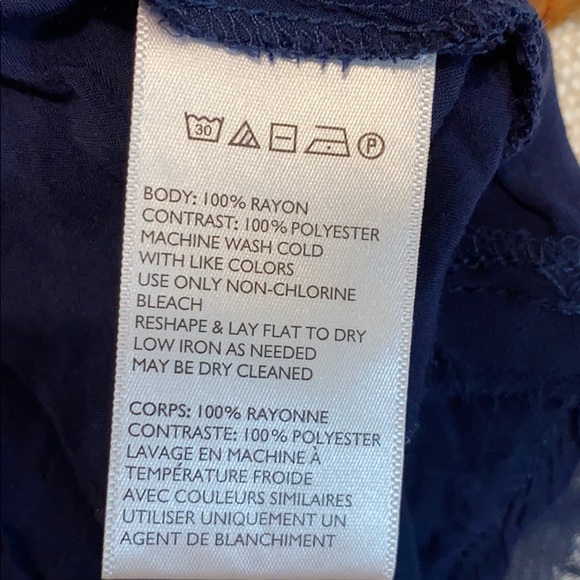 30 P
BODY: 100% RAYON
CONTRAST: 100% POLYESTER
MACHINE WASH COLD
WITH LIKE COLORS
USE ONLY NON-CHLORINE
BLEACH
RESHAPE & LAY FLAT TO DRY
LOW IRON AS NEEDED
MAY BE DRY CLEANED
CORPS: 100% RAYONNE
CONTRASTE: 100% POLYESTER
LAVAGE EN MACHINE À
TEMPÉRATURE FROIDE
AVEC COULEURS SIMILAIRES
UTILISER UNIQUEMENT UN
AGENT DE BLANCHIMENT